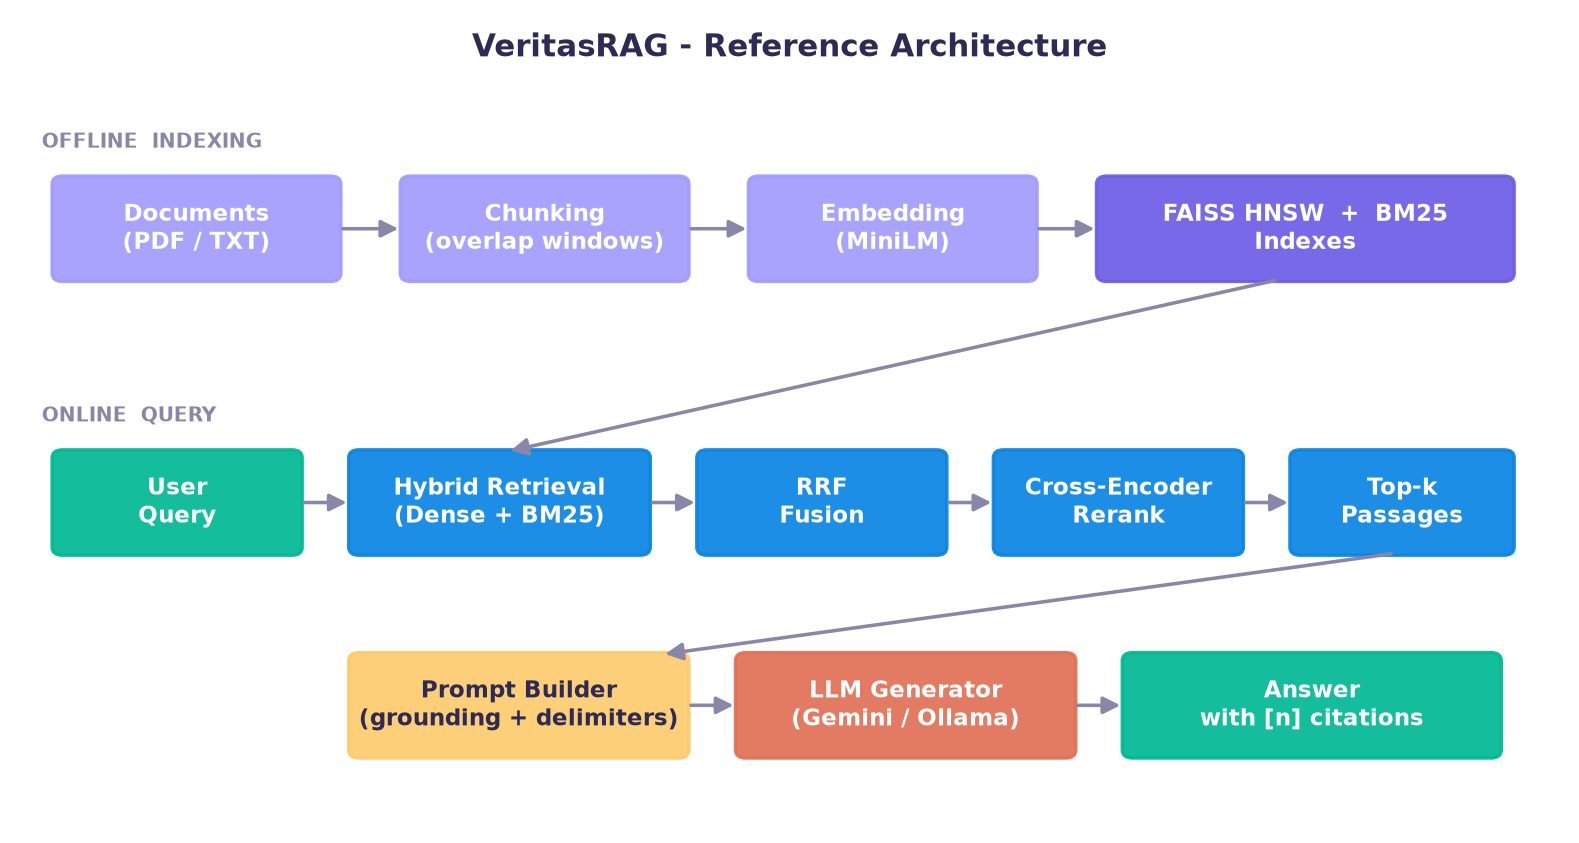 VeritasRAG - Reference Architecture
OFFLINE INDEXING
Documents
(PDF / TXT)
Chunking
(overlap windows)
Embedding
(MiniLM)
FAISS HNSW + BM25
Indexes
ONLINE QUERY
User
Query
Hybrid Retrieval
(Dense + BM25)
RRF
Fusion
Cross-Encoder
Rerank
Top-k
Passages
Prompt Builder
(grounding + delimiters)
LLM Generator
(Gemini / Ollama)
Answer
with [n] citations